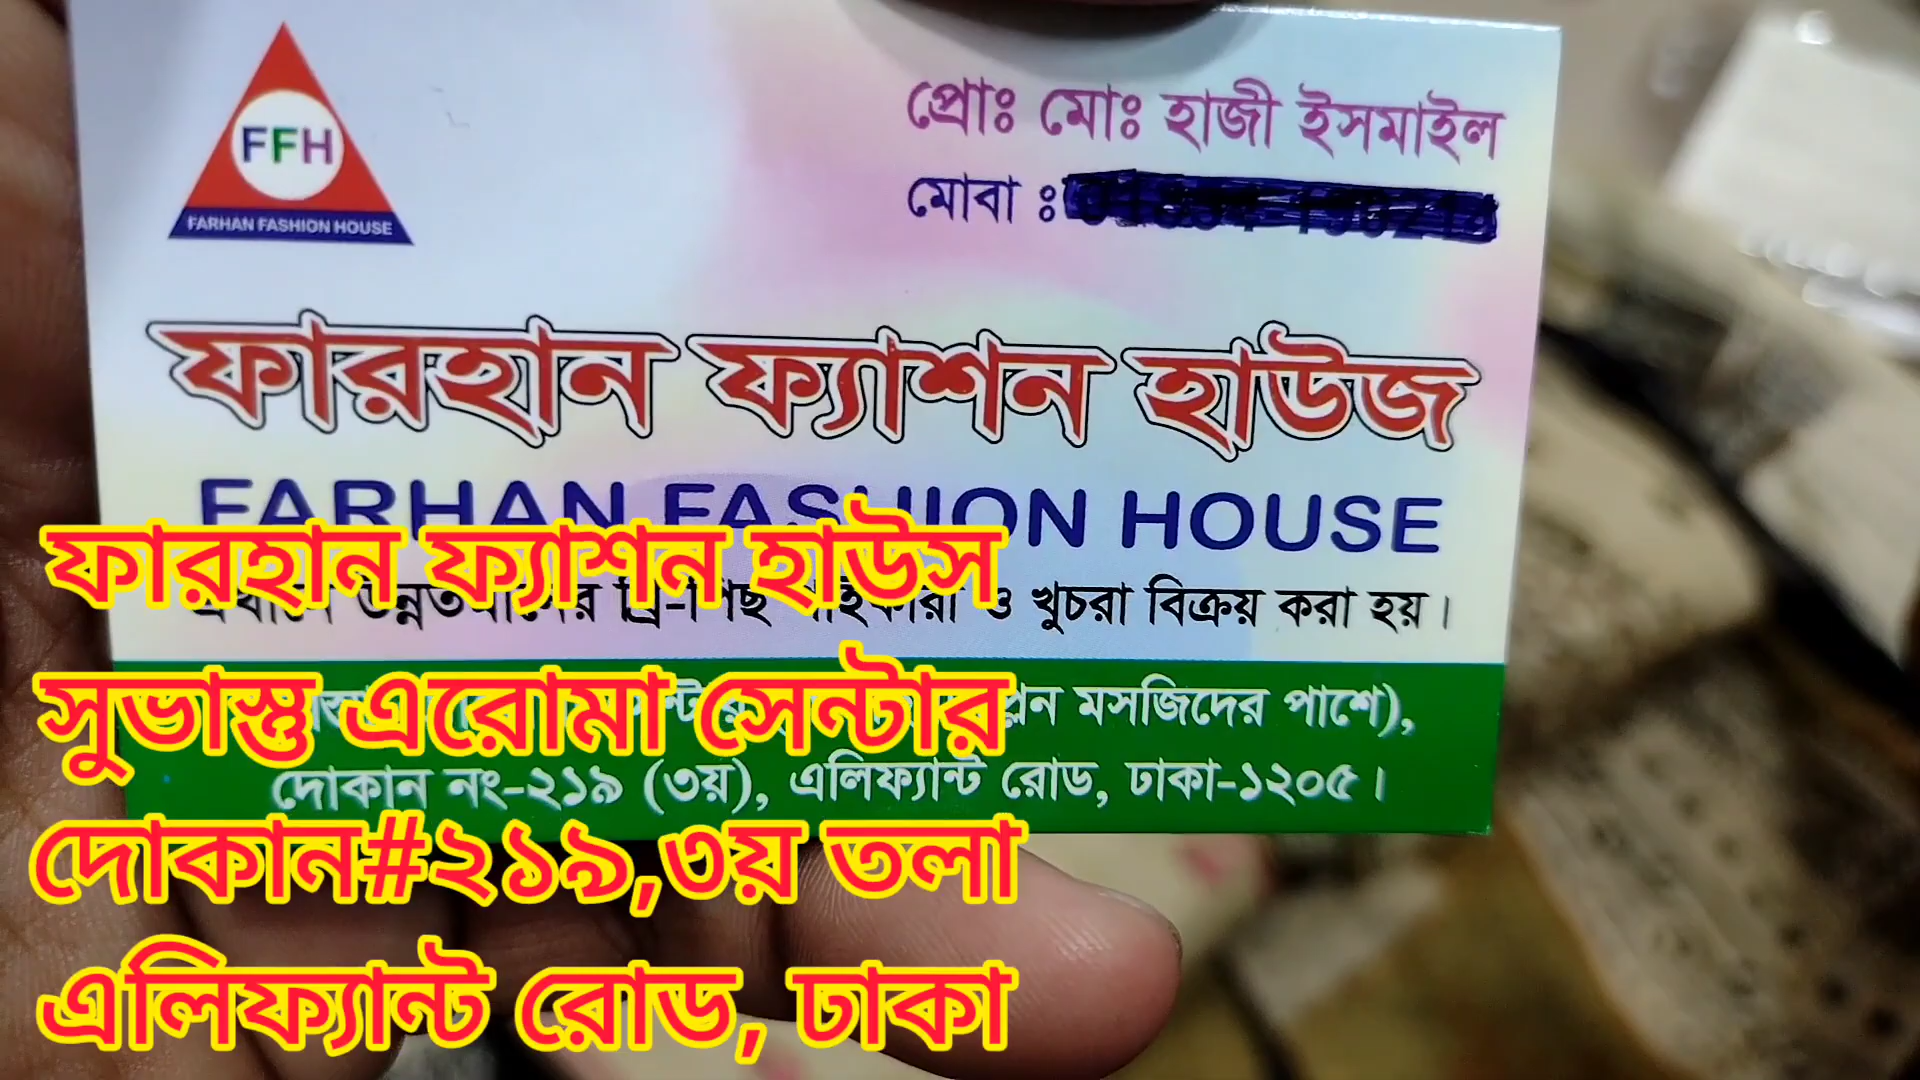 FFH
FARHAN FASHION HOUSE
প্রোঃ মোঃ হাজী ইসমাইল
মোবা :
ফারহান ফ্যাশন হাউজ
FARHAN FASHION HOUSE
ও খুচরা বিক্রয় করা হয়।
মসজিদের পাশে),
দোকান নং-২১৯ (৩য়), এলিফ্যান্ট রোড, ঢাকা-১২০৫।
ফারহান ফ্যাশন হাউস
সুভাস্তু এরোমা সেন্টার
দোকান#২১৯,৩য় তলা
এলিফ্যান্ট রোড, ঢাকা